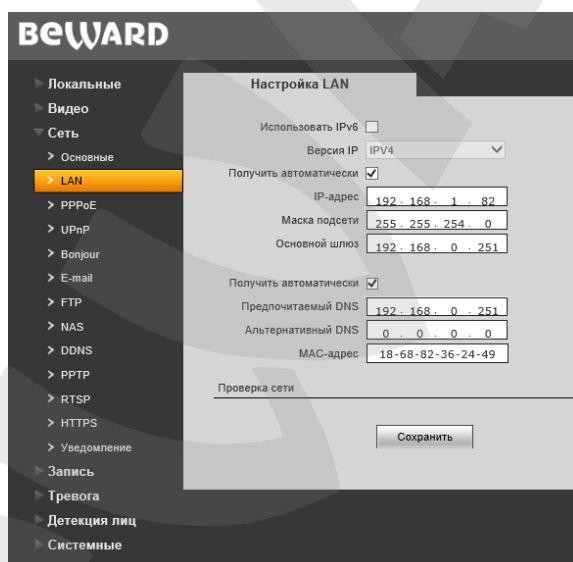 BEWARD
Локальные
Видео
Сеть
Основные
LAN
PPPoE
UPnP
Bonjour
E-mail
FTP
NAS
DDNS
PPTP
RTSP
HTTPS
Уведомление
Запись
Тревога
Детекция лиц
Системные
Настройка LAN
Использовать IPv6
Версия IP IPV4
Получить автоматически
IP-адрес 192 . 168 . 1 . 82
Маска подсети 255 . 255 . 254 . 0
Основной шлюз 192 . 168 . 0 . 251
Получить автоматически
Предпочитаемый DNS 192 . 168 . 0 . 251
Альтернативный DNS 0 . 0 . 0 . 0
MAC-адрес 18-68-82-36-24-49
Проверка сети
Сохранить